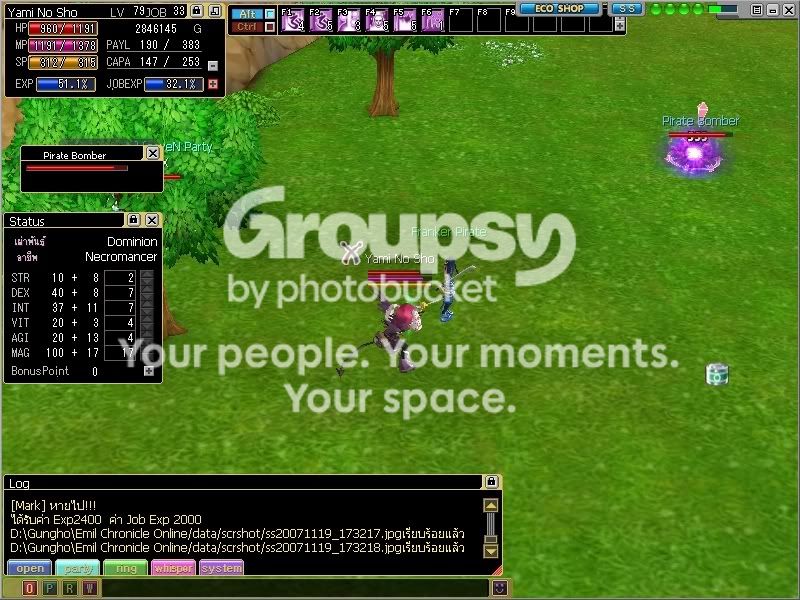 Yami No Sho LV 79 JOB 33
HP 960/ 1191 2846145 G
MP 1191/ 1378 PAYL 190 / 383
SP 312/ 315 CAPA 147 / 253
EXP 51.1% JOBEXP 32.1%
Alt F1 F2 F3 F4 F5 F6 F7 F8 F9
Ctrl
ECO SHOP
S S
Pirate Bomber
Pirate Bomber
veN Party
Status
เผ่าพันธุ์ Dominion
อาชีพ Necromancer
STR 10 + 8 2
DEX 40 + 8 7
INT 37 + 11 7
VIT 20 + 3 4
AGI 20 + 13 4
MAG 100 + 17 17
BonusPoint 0
Franker Pirate
Yami No Sho
Groupsy
by photobucket
Your people. Your moments.
Your space.
Log
[Mark] หายไป!!!
ได้รับค่า Exp2400 ค่า Job Exp 2000
D:\Gungho\Emil Chronicle Online/data/scrshot/ss20071119_173217.jpgเรียบร้อยแล้ว
D:\Gungho\Emil Chronicle Online/data/scrshot/ss20071119_173218.jpgเรียบร้อยแล้ว
open party ring whisper system
O P R W